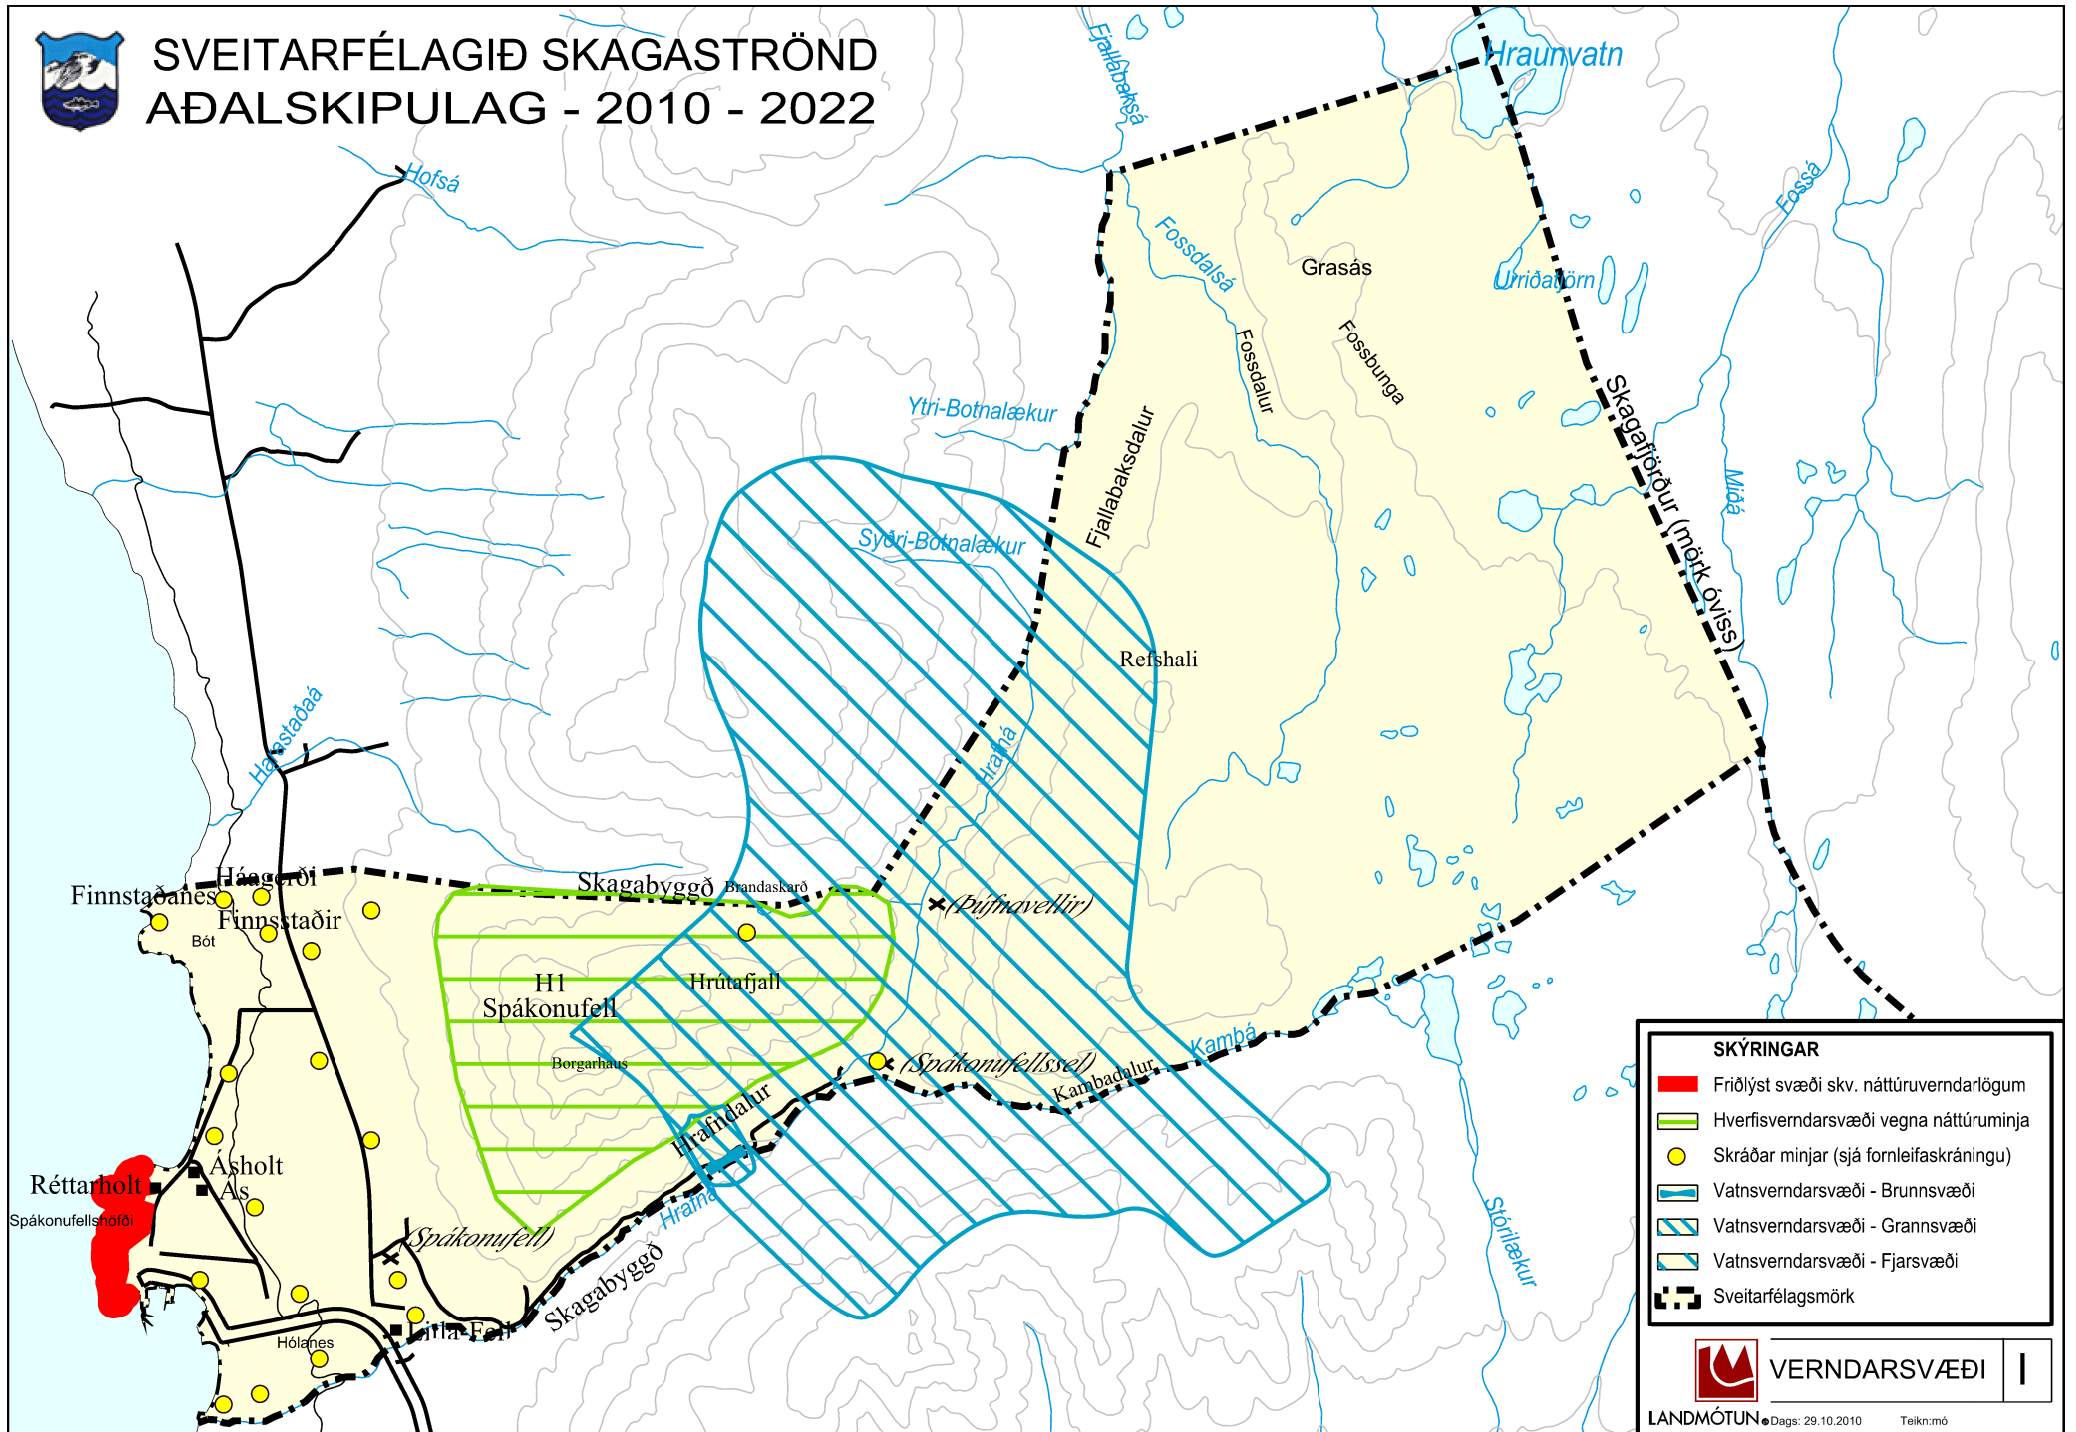 SVEITARFÉLAGIÐ SKAGASTRÖND
AÐALSKIPULAG - 2010 - 2022
Hraunvatn
Fjallabaksá
Hofsá
Fossá
Fossdalsá
Grasás
Urriðatjörn
Fossdalur
Fossbunga
Ytri-Botnalækur
Fjallabaksdalur
Skagafjörður (mörk óviss)
Miðá
Syðri-Botnalækur
Refshali
Harastaðaá
Hrafná
Háagerði
Finnstaðanes
Finnsstaðir
Bót
Skagabyggð
Brandaskarð
(Þúfnavellir)
H1
Spákonufell
Hrútafjall
Borgarhaus
(Spákonufellssel)
Kambá
Kambadalur
Hrafndalur
Ásholt
Réttarholt
Ás
Spákonufellshöfði
Hrafná
(Spákonufell)
Skagabyggð
Stórilækur
Litla-Fell
Hólanes
SKÝRINGAR
Friðlýst svæði skv. náttúruverndarlögum
Hverfisverndarsvæði vegna náttúruminja
Skráðar minjar (sjá fornleifaskráningu)
Vatnsverndarsvæði - Brunnsvæði
Vatnsverndarsvæði - Grannsvæði
Vatnsverndarsvæði - Fjarsvæði
Sveitarfélagsmörk
VERNDARSVÆÐI I
LANDMÓTUN Dags: 29.10.2010 Teikn:mó